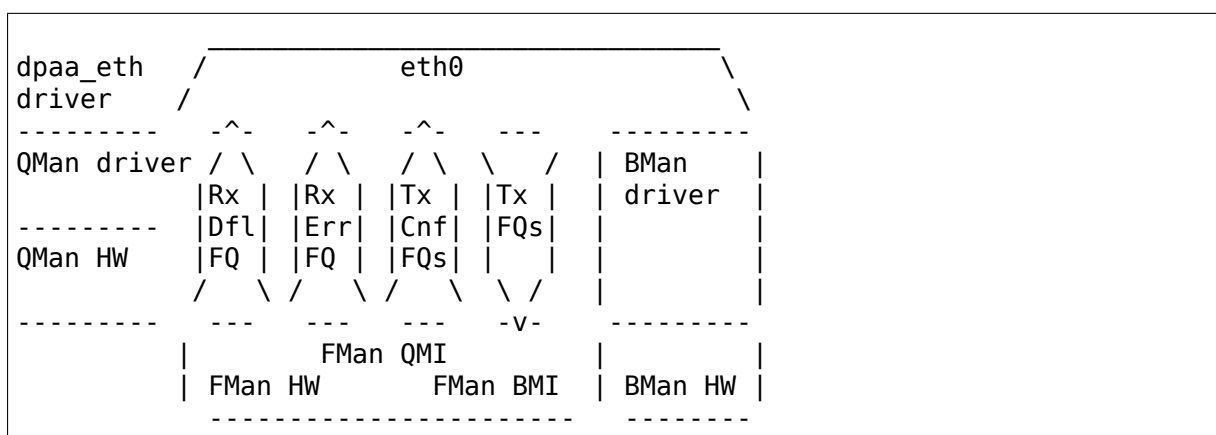 ________________________________
dpaa_eth   /            eth0                \
driver    /                                  \
---------   -^-   -^-   -^-   ---    ---------
QMan driver / \   / \   / \  \   /  | BMan    |
           |Rx | |Rx | |Tx | |Tx |  | driver  |
---------  |Dfl| |Err| |Cnf| |FQs|  |         |
QMan HW    |FQ | |FQ | |FQs| |   |  |         |
           /   \ /   \ /   \  \ /   |         |
---------   ---   ---   ---   -v-    ---------
          |        FMan QMI         |         |
          | FMan HW       FMan BMI  | BMan HW |
            -----------------------   --------